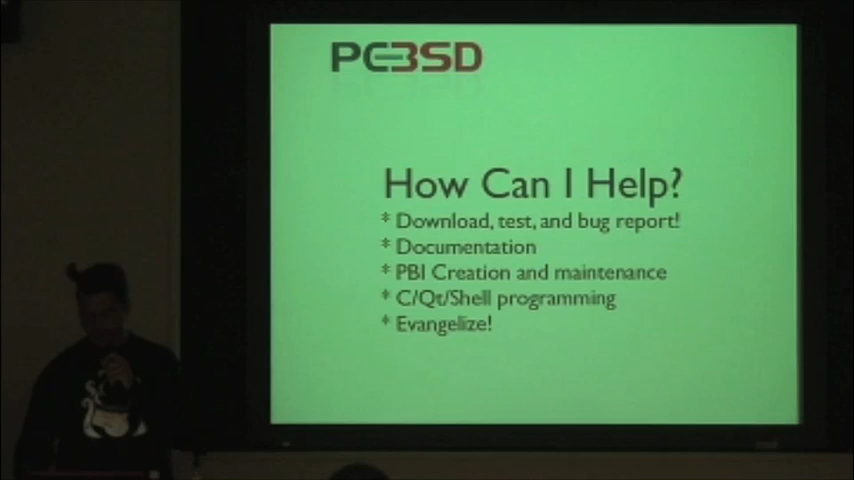 PCBSD
How Can I Help?
* Download, test, and bug report!
* Documentation
* PBI Creation and maintenance
* C/Qt/Shell programming
* Evangelize!